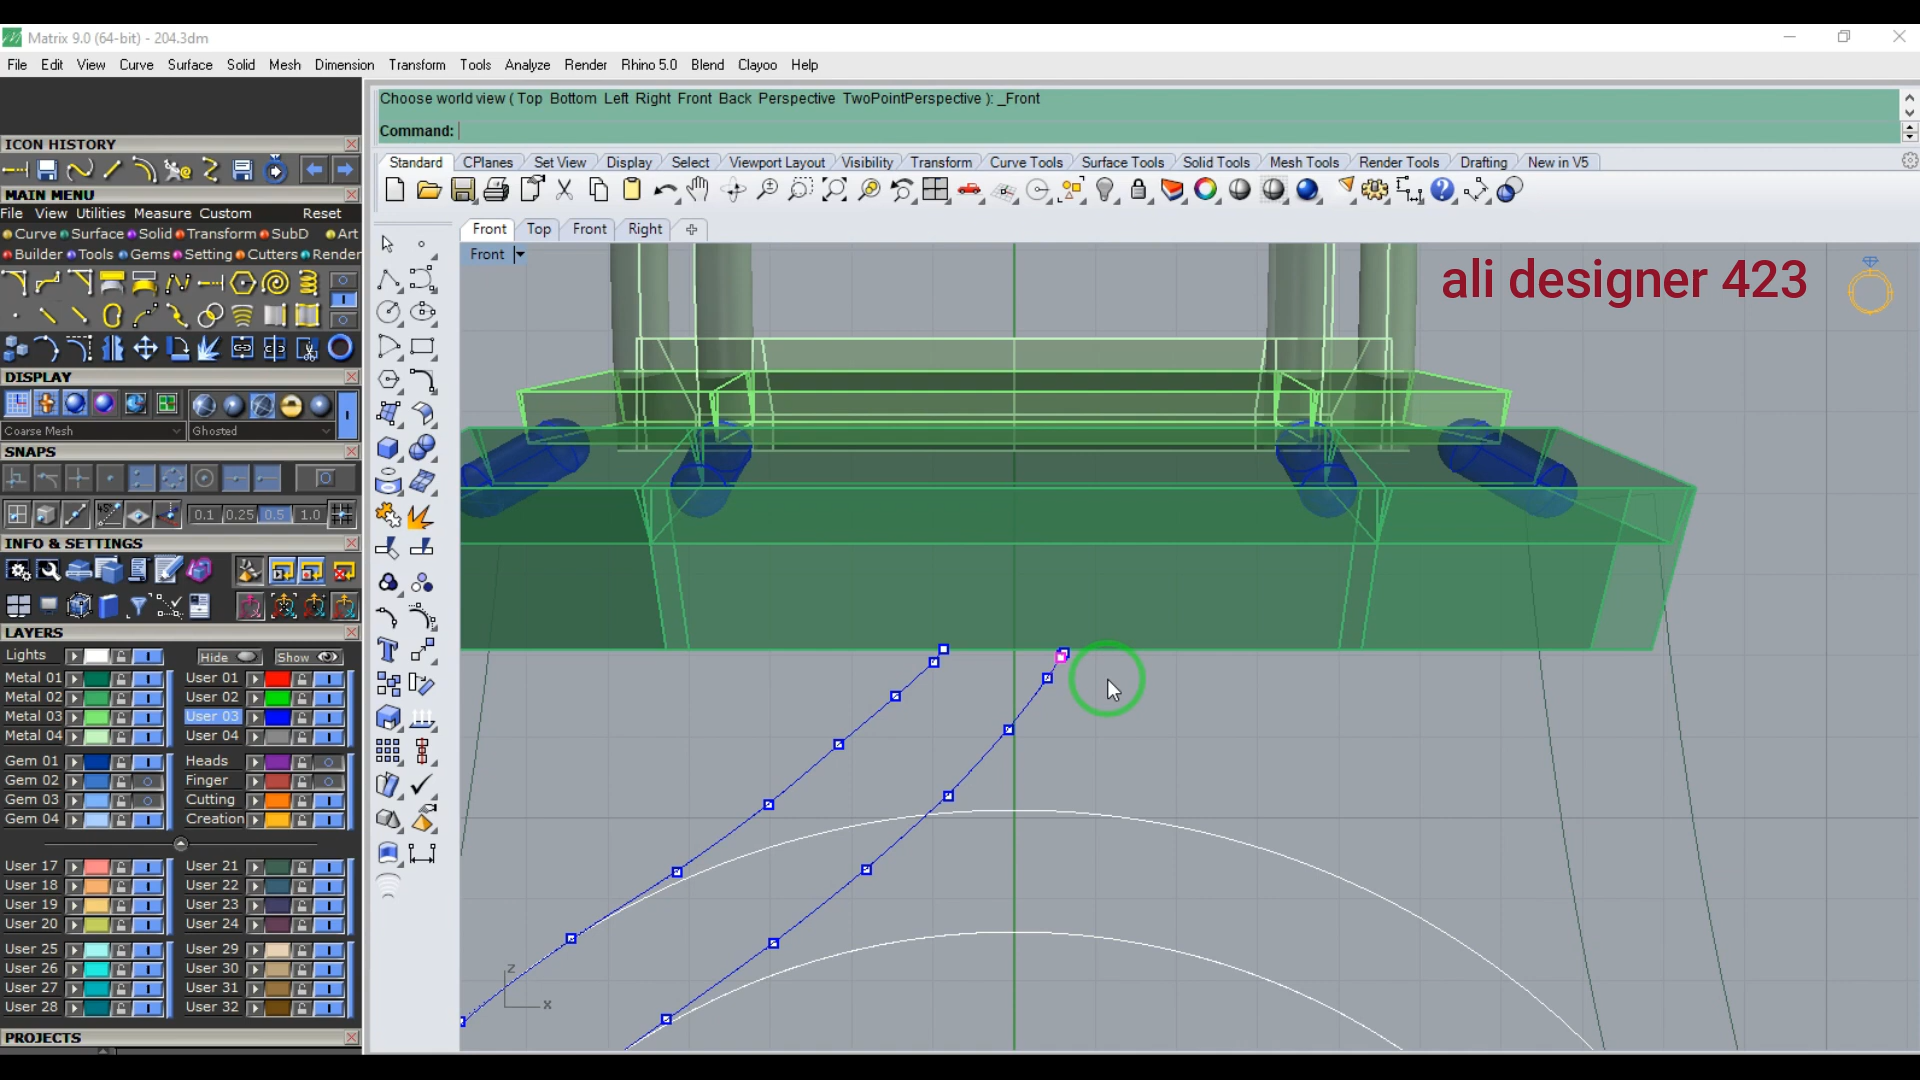 Matrix 9.0 (64-bit) - 204.3dm
File Edit View Curve Surface Solid Mesh Dimension Transform Tools Analyze Render Rhino 5.0 Blend Clayoo Help
Choose world view ( Top Bottom Left Right Front Back Perspective TwoPointPerspective ): _Front
Command:
ICON HISTORY
Standard CPlanes Set View Display Select Viewport Layout Visibility Transform Curve Tools Surface Tools Solid Tools Mesh Tools Render Tools Drafting New in V5
MAIN MENU
File View Utilities Measure Custom Reset
Curve Surface Solid Transform SubD Art
Builder Tools Gems Setting Cutters Render
Front Top Front Right
Front
ali designer 423
DISPLAY
Coarse Mesh Ghosted
SNAPS
45°
0.1 0.25 0.5 1.0
INFO & SETTINGS
LAYERS
Lights Hide Show
Metal 01 User 01
Metal 02 User 02
Metal 03 User 03
Metal 04 User 04
Gem 01 Heads
Gem 02 Finger
Gem 03 Cutting
Gem 04 Creation
User 17 User 21
User 18 User 22
User 19 User 23
User 20 User 24
User 25 User 29
User 26 User 30
User 27 User 31
User 28 User 32
PROJECTS
z
x